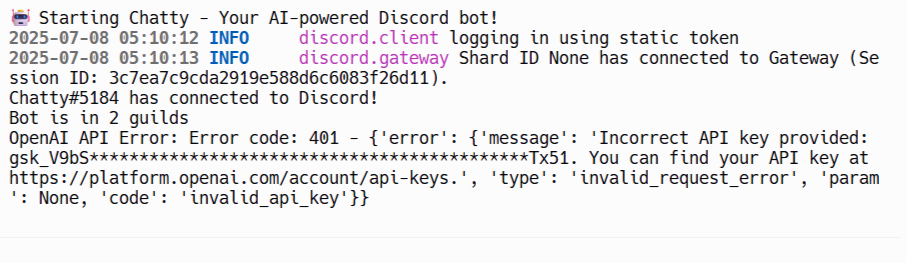 🤖 Starting Chatty - Your AI-powered Discord bot!
2025-07-08 05:10:12 INFO     discord.client logging in using static token
2025-07-08 05:10:13 INFO     discord.gateway Shard ID None has connected to Gateway (Se
ssion ID: 3c7ea7c9cda2919e588d6c6083f26d11).
Chatty#5184 has connected to Discord!
Bot is in 2 guilds
OpenAI API Error: Error code: 401 - {'error': {'message': 'Incorrect API key provided:
gsk_V9bS********************************************Tx51. You can find your API key at
https://platform.openai.com/account/api-keys.', 'type': 'invalid_request_error', 'param
': None, 'code': 'invalid_api_key'}}